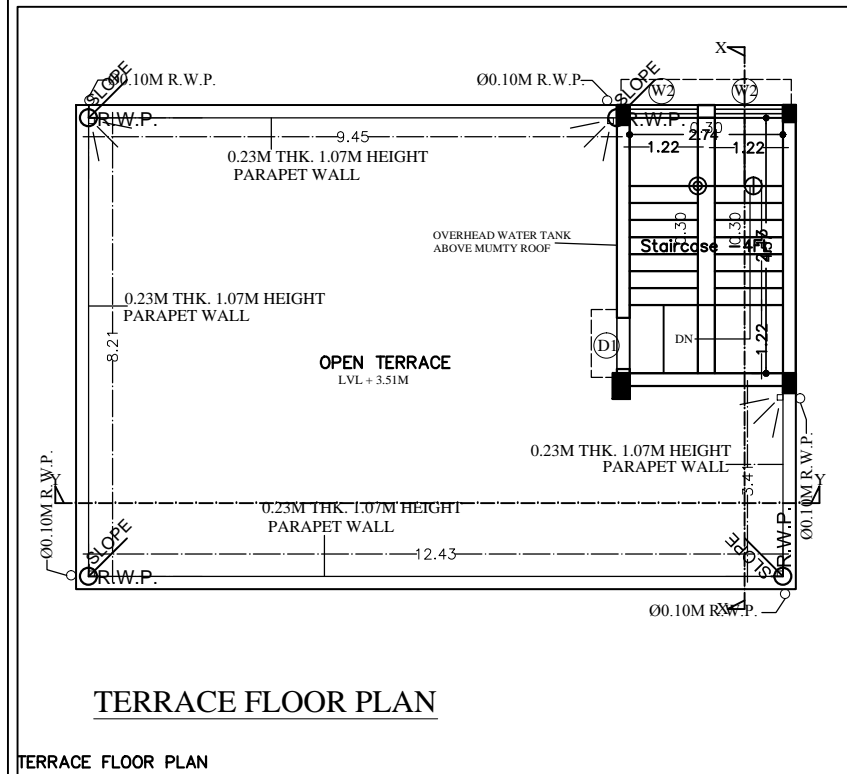 X
Ø0.10M R.W.P.
Ø0.10M R.W.P.
SLOPE
SLOPE
W2
W2
R.W.P.
R.W.P.
0.30
2.74
9.45
1.22
1.22
0.23M THK. 1.07M HEIGHT
PARAPET WALL
OVERHEAD WATER TANK
ABOVE MUMTY ROOF
0.30
0.30
Staircase
0.23M THK. 1.07M HEIGHT
PARAPET WALL
8.21
DN
1.22
D1
OPEN TERRACE
LVL + 3.51M
0.23M THK. 1.07M HEIGHT
PARAPET WALL
3.41
Ø0.10M R.W.P.
Ø0.10M R.W.P.
Y
Y
0.23M THK. 1.07M HEIGHT
PARAPET WALL
SLOPE
SLOPE
12.43
R.W.P.
R.W.P.
Ø0.10M R.W.P.
X
TERRACE FLOOR PLAN
TERRACE FLOOR PLAN